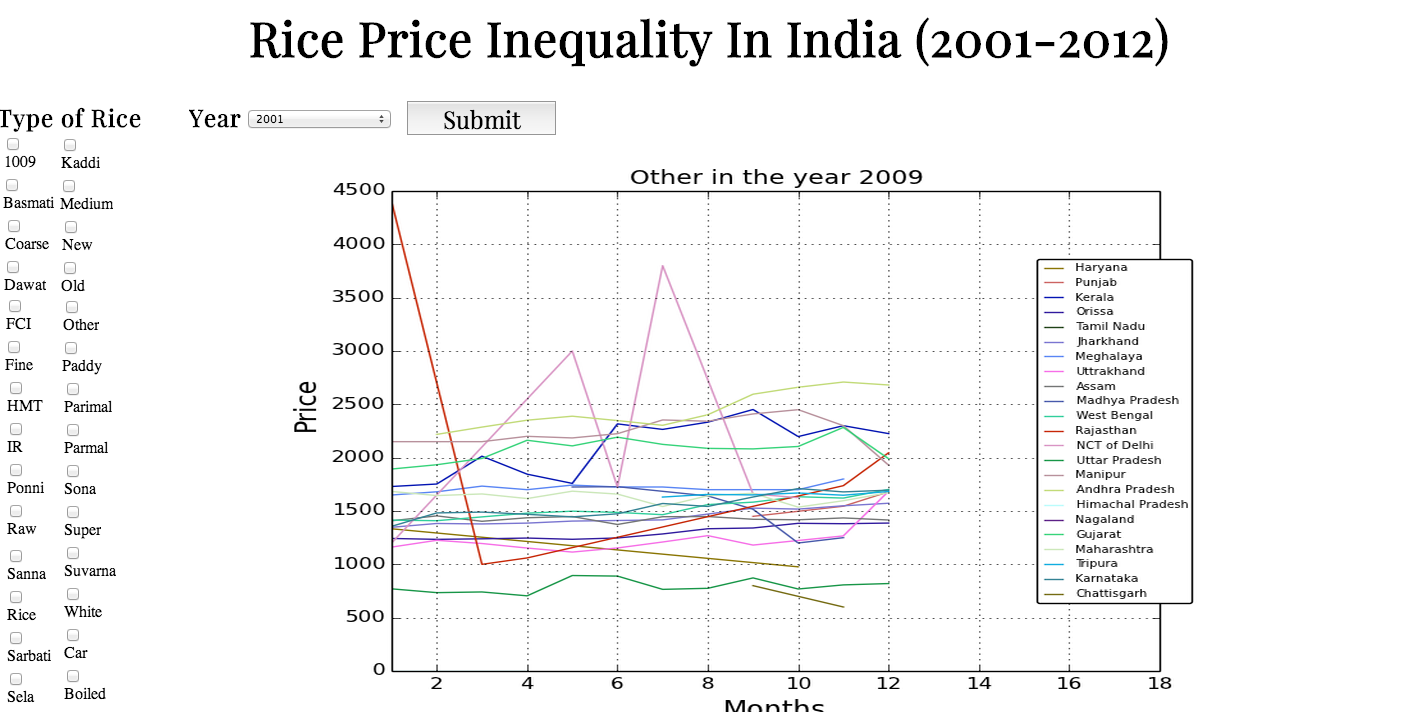 Rice Price Inequality In India (2001-2012)
Type of Rice
Year
2001
Submit
1009
Kaddi
Basmati
Medium
Coarse
New
Dawat
Old
FCI
Other
Fine
Paddy
HMT
Parimal
IR
Parmal
Ponni
Sona
Raw
Super
Sanna
Suvarna
Rice
White
Sarbati
Car
Sela
Boiled
Other in the year 2009
Price
4500
4000
3500
3000
2500
2000
1500
1000
500
0
2 4 6 8 10 12 14 16 18
Months
Haryana
Punjab
Kerala
Orissa
Tamil Nadu
Jharkhand
Meghalaya
Uttrakhand
Assam
Madhya Pradesh
West Bengal
Rajasthan
NCT of Delhi
Uttar Pradesh
Manipur
Andhra Pradesh
Himachal Pradesh
Nagaland
Gujarat
Maharashtra
Tripura
Karnataka
Chattisgarh